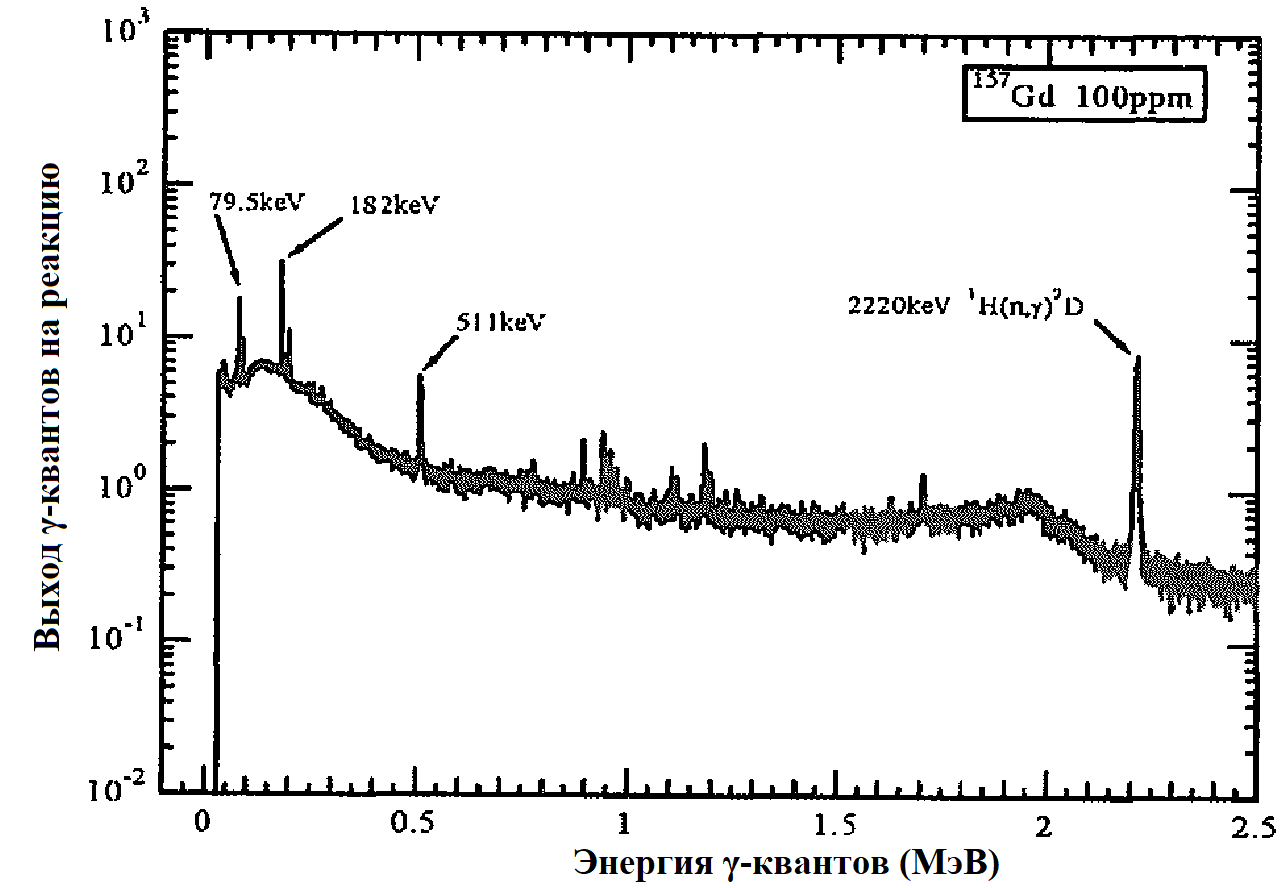 10³
¹⁵⁷Gd 100ppm
10²
79.5keV
182keV
10¹
511keV
2220keV ¹H(n,γ)²D
10⁰
10⁻¹
10⁻²
0 0.5 1 1.5 2 2.5
Выход γ-квантов на реакцию
Энергия γ-квантов (МэВ)